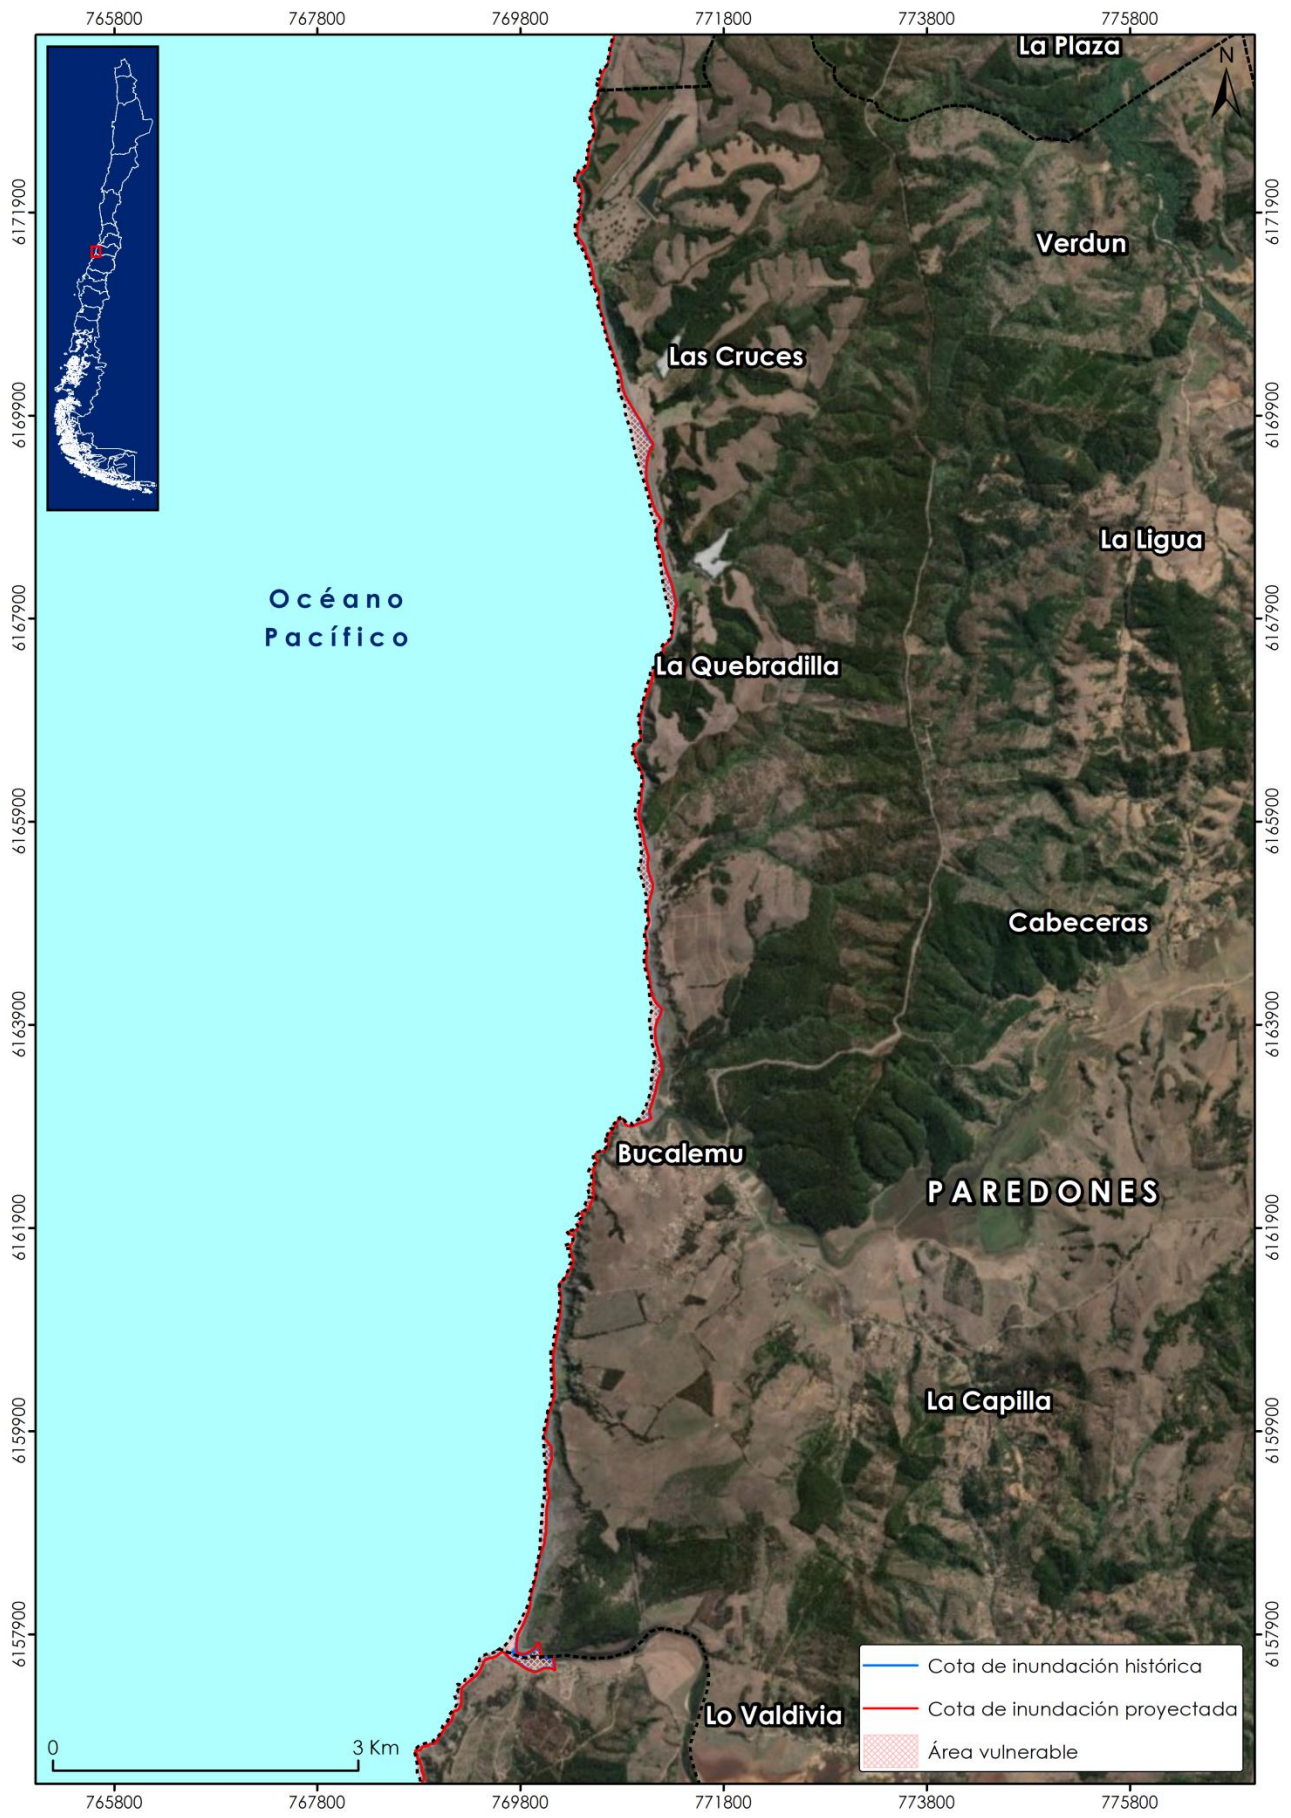 765800 767800 769800 771800 773800 775800
La Plaza
N
6171900
6171900
Verdun
Las Cruces
6169900
6169900
La Ligua
Océano
Pacífico
6167900
6167900
La Quebradilla
6165900
6165900
Cabeceras
6163900
6163900
Bucalemu
PAREDONES
6161900
6161900
La Capilla
6159900
6159900
6157900
6157900
Cota de inundación histórica
Cota de inundación proyectada
Área vulnerable
Lo Valdivia
0 3 Km
765800 767800 769800 771800 773800 775800